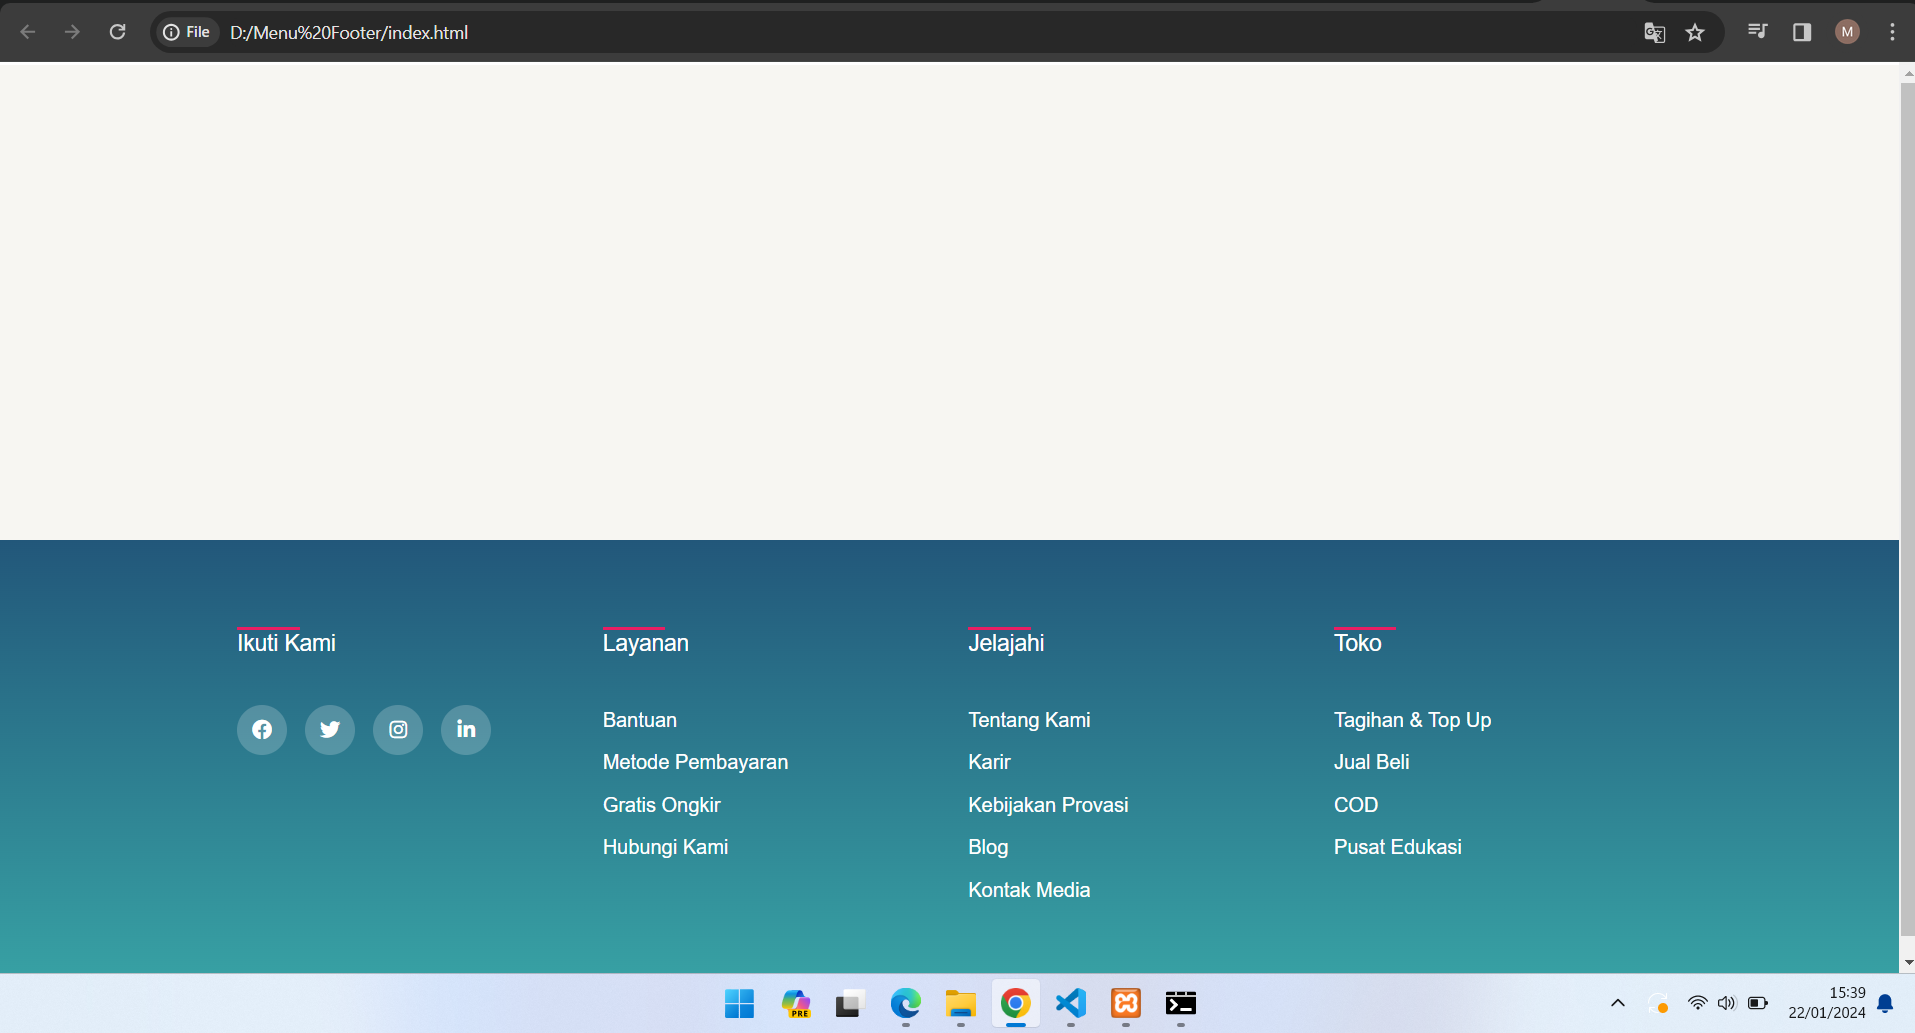 File D:/Menu%20Footer/index.html
M
Ikuti Kami
Layanan
Jelajahi
Toko
Bantuan
Metode Pembayaran
Gratis Ongkir
Hubungi Kami
Tentang Kami
Karir
Kebijakan Provasi
Blog
Kontak Media
Tagihan & Top Up
Jual Beli
COD
Pusat Edukasi
PRE
15:39
22/01/2024